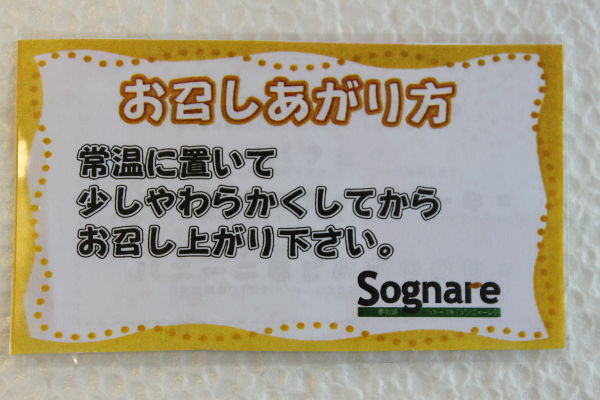 お召しあがり方
常温に置いて
少しやわらかくしてから
お召し上がり下さい。
Sognare